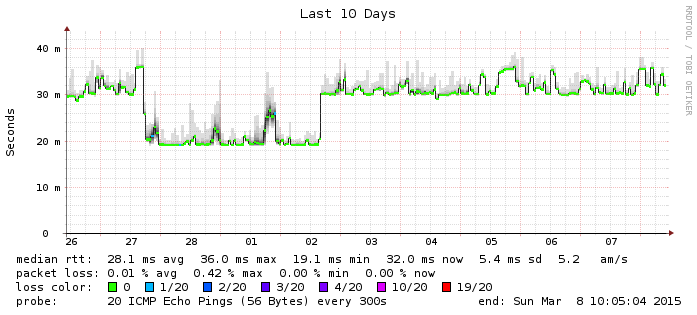 Last 10 Days
RRDTOOL / TOBI OETIKER
Seconds
40 m
30 m
20 m
10 m
0
26 27 28 01 02 03 04 05 06 07
median rtt: 28.1 ms avg 36.0 ms max 19.1 ms min 32.0 ms now 5.4 ms sd 5.2 am/s
packet loss: 0.01 % avg 0.42 % max 0.00 % min 0.00 % now
loss color: 0 1/20 2/20 3/20 4/20 10/20 19/20
probe: 20 ICMP Echo Pings (56 Bytes) every 300s end: Sun Mar 8 10:05:04 2015